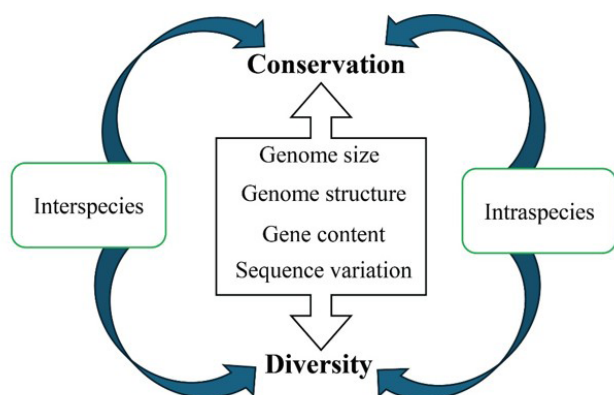 Conservation
Genome size
Genome structure
Interspecies
Intraspecies
Gene content
Sequence variation
Diversity